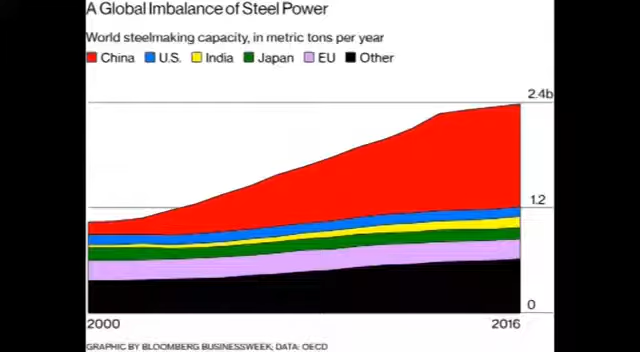 A Global Imbalance of Steel Power
World steelmaking capacity, in metric tons per year
China U.S. India Japan EU Other
2.4b
1.2
0
2000 2016
GRAPHIC BY BLOOMBERG BUSINESSWEEK; DATA: OECD